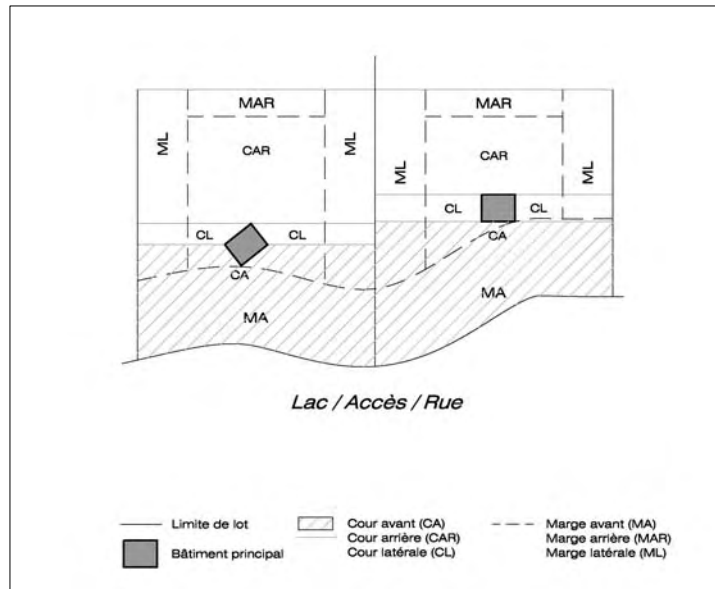 MAR
MAR
ML
ML
ML
ML
CAR
CAR
CL
CL
CL
CL
CA
CA
MA
MA
Lac / Accès / Rue
Limite de lot
Bâtiment principal
Cour avant (CA)
Cour arrière (CAR)
Cour latérale (CL)
Marge avant (MA)
Marge arrière (MAR)
Marge latérale (ML)